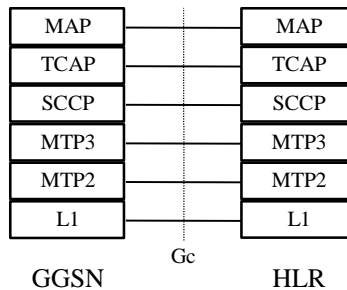 MAP MAP
TCAP TCAP
SCCP SCCP
MTP3 MTP3
MTP2 MTP2
L1 L1
Gc
GGSN HLR